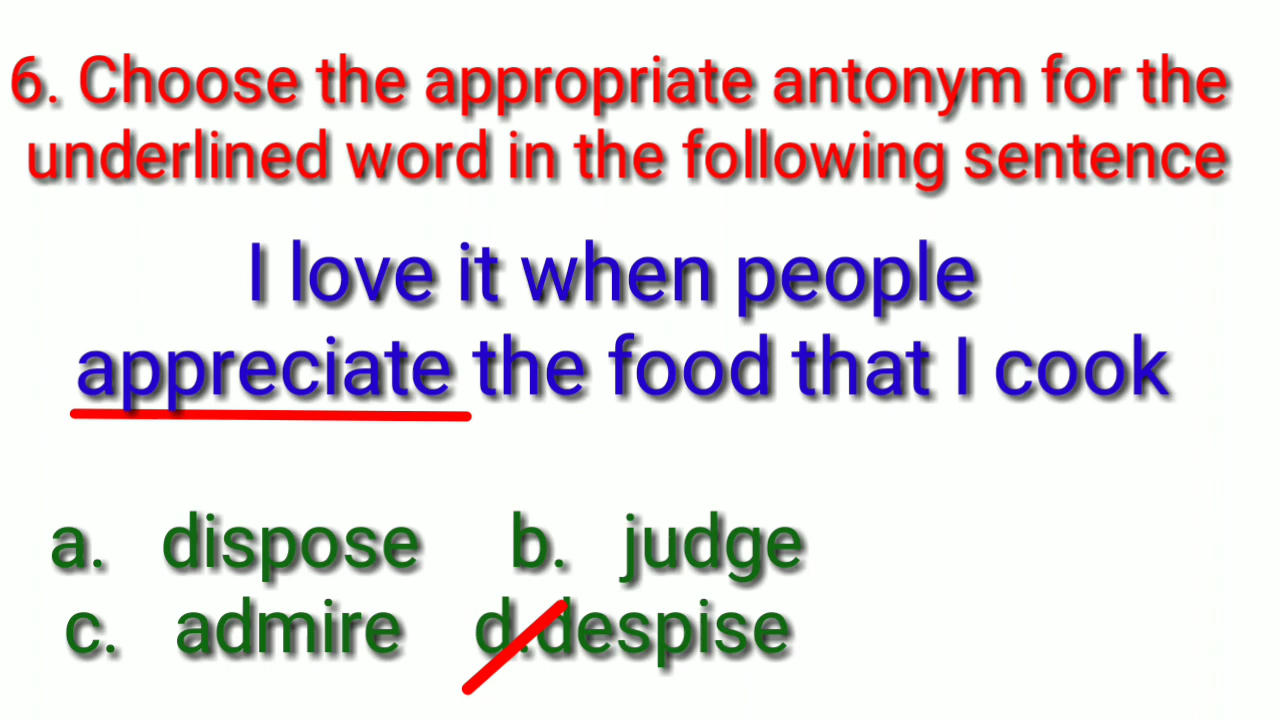 6. Choose the appropriate antonym for the
underlined word in the following sentence
I love it when people
appreciate the food that I cook
a. dispose b. judge
c. admire d.despise